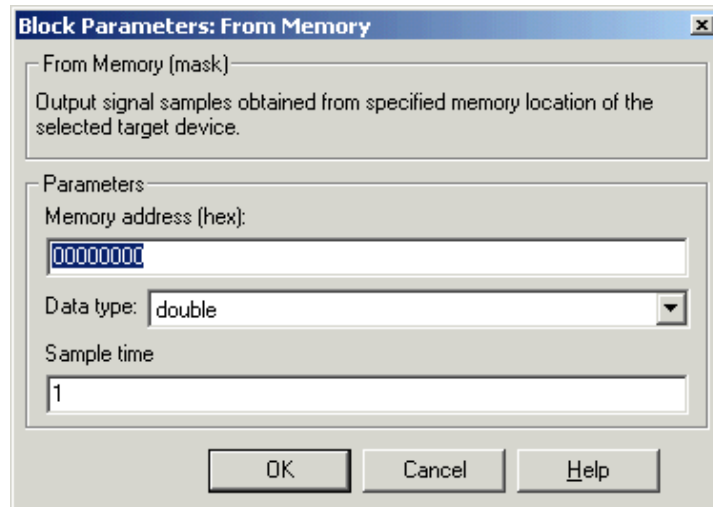 Block Parameters: From Memory
From Memory (mask)
Output signal samples obtained from specified memory location of the
selected target device.
Parameters
Memory address (hex):
00000000
Data type: double
Sample time
1
OK Cancel Help